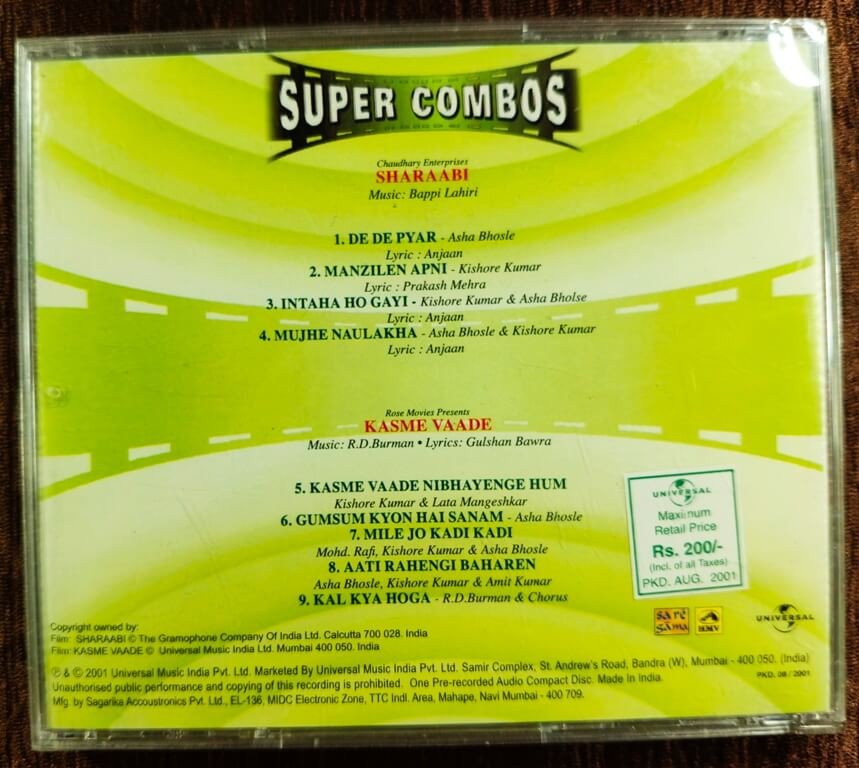 SUPER COMBOS
Chaudhary Enterprises
SHARAABI
Music: Bappi Lahiri
1. DE DE PYAR - Asha Bhosle
Lyric : Anjaan
2. MANZILEN APNI - Kishore Kumar
Lyric : Prakash Mehra
3. INTAHA HO GAYI - Kishore Kumar & Asha Bholse
Lyric : Anjaan
4. MUJHE NAULAKHA - Asha Bhosle & Kishore Kumar
Lyric : Anjaan
Rose Movies Presents
KASME VAADE
Music: R.D.Burman • Lyrics: Gulshan Bawra
5. KASME VAADE NIBHAYENGE HUM
Kishore Kumar & Lata Mangeshkar
6. GUMSUM KYON HAI SANAM - Asha Bhosle
7. MILE JO KADI KADI
Mohd. Rafi, Kishore Kumar & Asha Bhosle
8. AATI RAHENGI BAHAREN
Asha Bhosle, Kishore Kumar & Amit Kumar
9. KAL KYA HOGA - R.D.Burman & Chorus
UNIVERSAL
Maximum
Retail Price
Rs. 200/-
(Incl. of all Taxes)
PKD. AUG. 2001
sa re
gama
HMV
UNIVERSAL
Copyright owned by:
Film: SHARAABI © The Gramophone Company Of India Ltd. Calcutta 700 028. India
Film: KASME VAADE © Universal Music India Ltd. Mumbai 400 050. India
℗ & © 2001 Universal Music India Pvt. Ltd. Marketed By Universal Music India Pvt. Ltd. Samir Complex, St. Andrew's Road, Bandra (W), Mumbai - 400 050. (India)
Unauthorised public performance and copying of this recording is prohibited. One Pre-recorded Audio Compact Disc. Made In India.
PKD. 08 / 2001
Mfg. by Sagarika Accoustronics Pvt. Ltd., EL-136, MIDC Electronic Zone, TTC Indl. Area, Mahape, Navi Mumbai - 400 709.